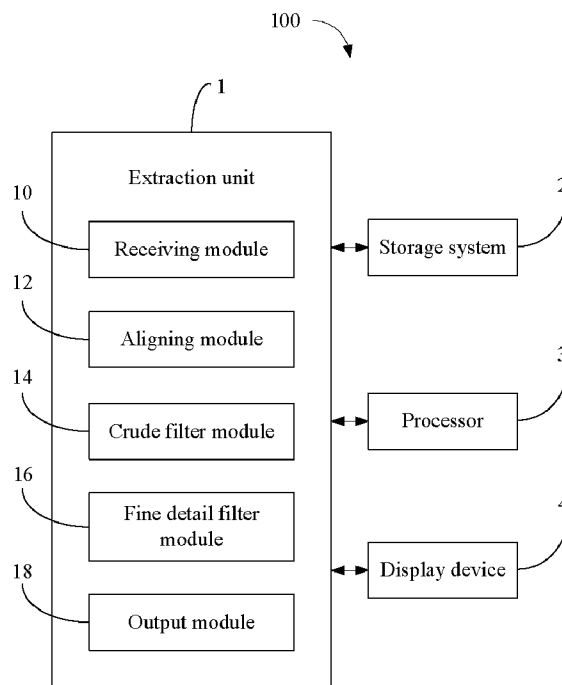 100
1
Extraction unit
10
Receiving module
2
Storage system
12
Aligning module
14
Crude filter module
3
Processor
16
Fine detail filter
module
4
Display device
18
Output module